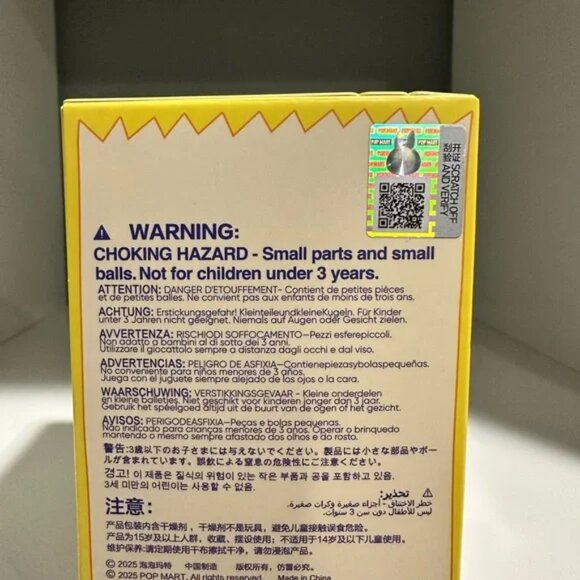 POP MART
开证 SCRATCH OFF
刮验 AND VERIFY
⚠ WARNING:
CHOKING HAZARD - Small parts and small
balls. Not for children under 3 years.
ATTENTION: DANGER D'ETOUFFEMENT- Contient de petites pièces
et de petites balles. Ne convient pas aux enfants de moins de trois ans.
ACHTUNG: Erstickungsgefahr! KleinteileundkleineKugeln. Für Kinder
unter 3 Jahren nicht geeignet. Niemals auf Augen oder Gesicht zielen.
AVVERTENZA: RISCHIODI SOFFOCAMENTO-Pezzi esferepiccoli.
Non adatto a bambini al di sotto dei 3 anni.
Utilizzare il giocattolo sempre a distanza dagli occhi e dal viso.
ADVERTENCIAS: PELIGRO DE ASFIXIA-Contienepiezasybolaspequeñas.
No conveniente para niños menores de 3 años.
Juega con el juguete siempre alejado de los ojos o la cara.
WAARSCHUWING: VERSTIKKINGSGEVAAR - Kleine onderdelen
en kleine balletjes. Niet geschikt voor kinderen jonger dan 3 jaar.
Gebruik het speelgoed altijd uit de buurt van de ogen of het gezicht.
AVISOS: PERIGODEASFIXIA-Peças e bolas pequenas.
Não indicado para crianças menores de 3 anos. Operar o brinquedo
mantendo o mesmo sempre afastado dos olhos e do rosto.
警告:3歳以下のお子さまには与えないでください。製品には小さな部品やボー
ルが含まれています。誤飲による窒息の危険性にご注意ください。
경고! 이 제품은 질식의 위험이 있는 작은 부품과 공을 포함하고 있음.
3세 미만의 어린이는 사용할 수 없음.
⚠ تحذير:
خطر الاختناق - أجزاء صغيرة وكرات صغيرة.
ليس للأطفال دون سن 3 سنوات.
注意:
产品包装内含干燥剂,干燥剂不是玩具,避免儿童接触误食危险。
产品为15岁及以上人群,收藏、摆设使用;不适用于14岁及以下儿童使用。
维护保养:请定期使用干布擦拭干净,请勿浸泡产品。
© 2025 泡泡玛特 中国制造 版权所有,侵权必究
© 2025 POP MART. All rights reserved. Made in China